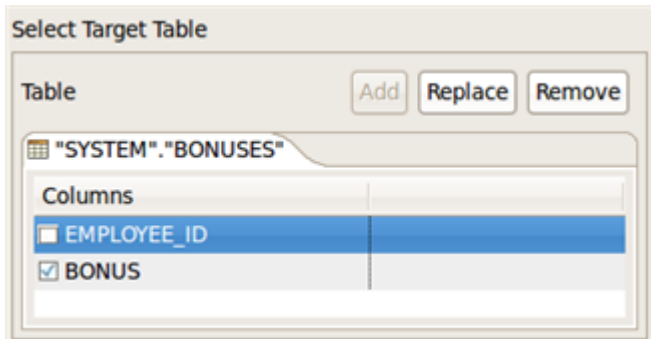 Select Target Table
Table Add Replace Remove
"SYSTEM"."BONUSES"
Columns
EMPLOYEE_ID
BONUS